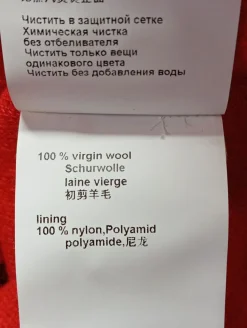 Чистить в защитной сетке
Химическая чистка
без отбеливателя
Чистить только вещи
одинакового цвета
Чистить без добавления воды
100 % virgin wool
Schurwolle
laine vierge
初剪羊毛
lining
100 % nylon,Polyamid
polyamide,尼龙